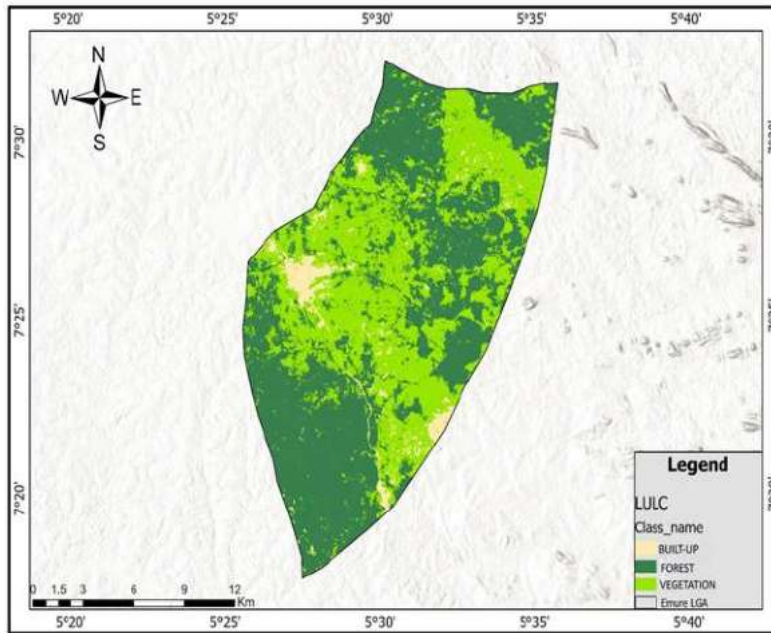 5°20' 5°25' 5°30' 5°35' 5°40'
N
W E
S
7°30'
7°25'
7°20'
Legend
LULC
Class_name
BUILT-UP
FOREST
VEGETATION
Emure LGA
0 1.5 3 6 9 12
Km
5°20' 5°25' 5°30' 5°35' 5°40'